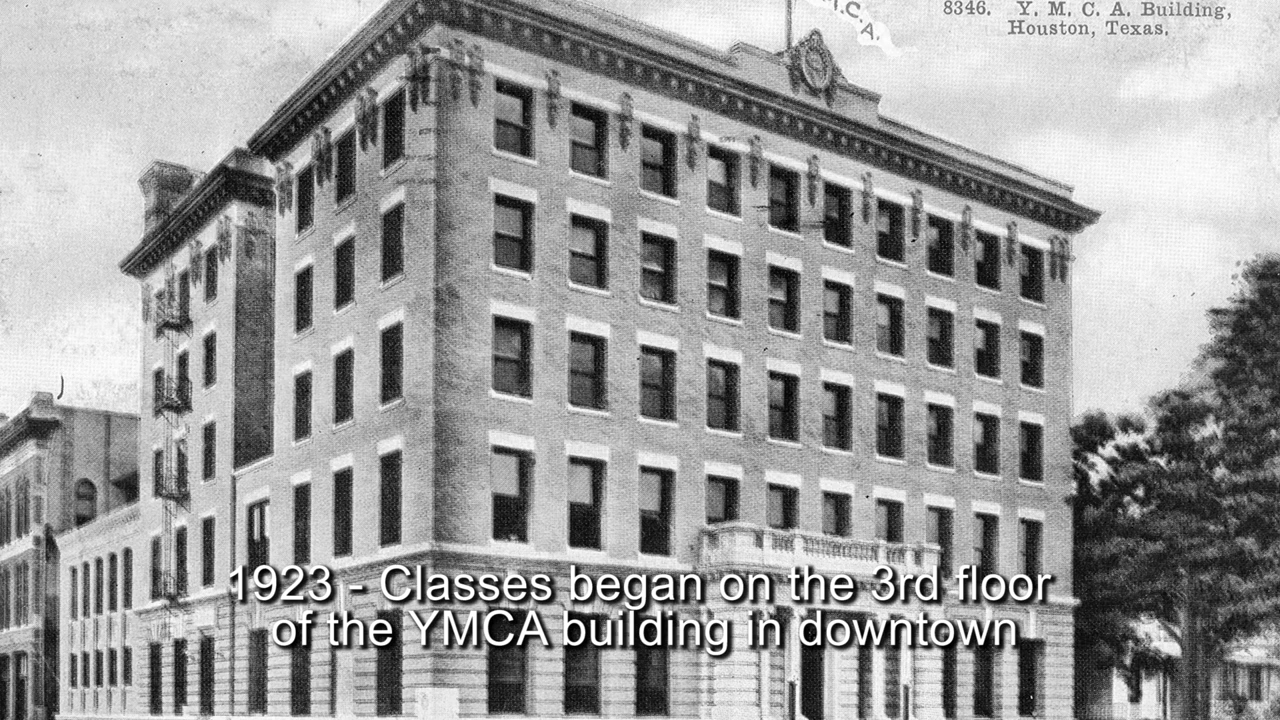 M.C.A.
8346. Y. M. C. A. Building,
Houston, Texas.
1923 - Classes began on the 3rd floor
of the YMCA building in downtown